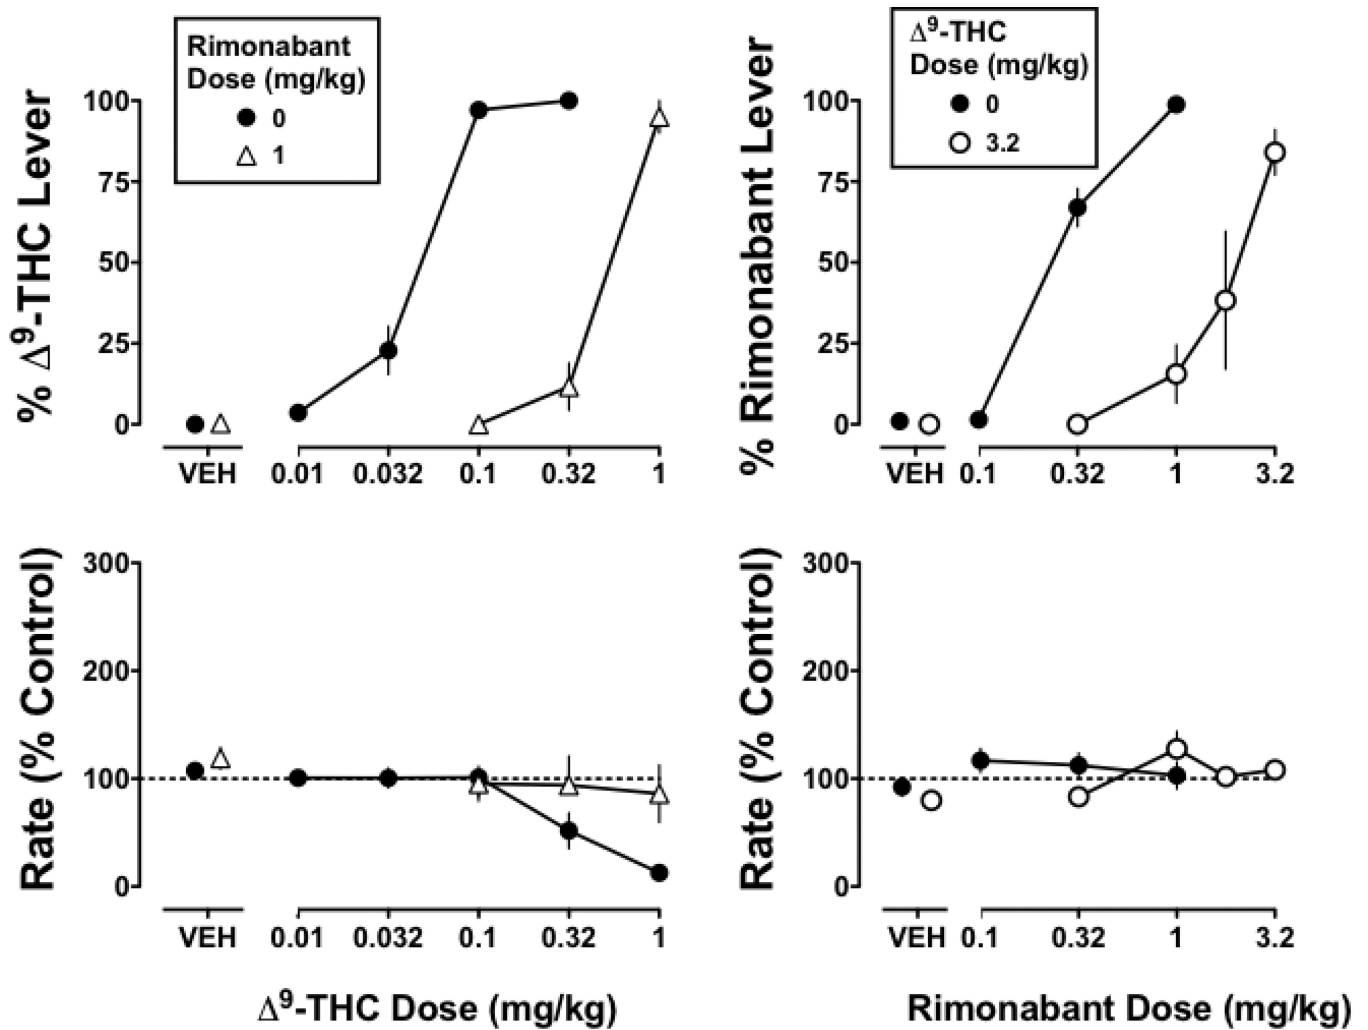 Rimonabant
Dose (mg/kg)
0
1
% Δ⁹-THC Lever
100
75
50
25
0
VEH 0.01 0.032 0.1 0.32 1
Δ⁹-THC
Dose (mg/kg)
0
3.2
% Rimonabant Lever
100
75
50
25
0
VEH 0.1 0.32 1 3.2
Rate (% Control)
300
200
100
0
VEH 0.01 0.032 0.1 0.32 1
Δ⁹-THC Dose (mg/kg)
Rate (% Control)
300
200
100
0
VEH 0.1 0.32 1 3.2
Rimonabant Dose (mg/kg)